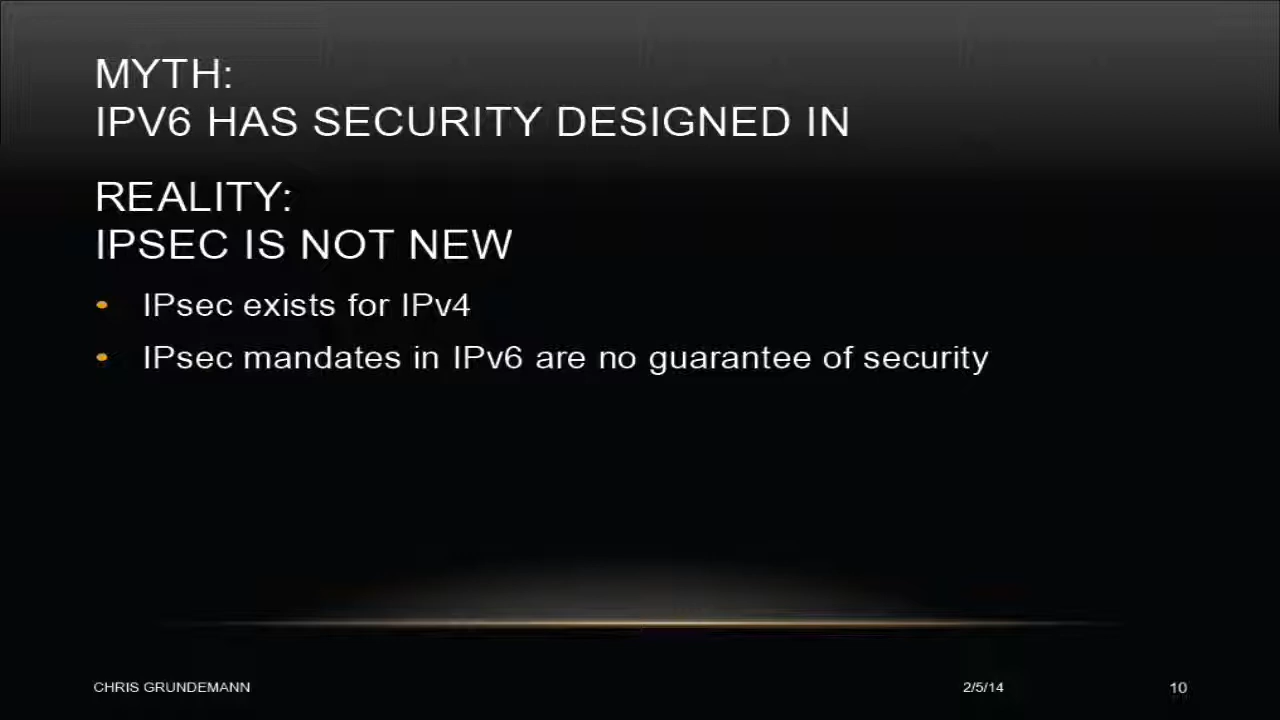 MYTH:
IPV6 HAS SECURITY DESIGNED IN
REALITY:
IPSEC IS NOT NEW
• IPsec exists for IPv4
• IPsec mandates in IPv6 are no guarantee of security
CHRIS GRUNDEMANN 2/5/14 10